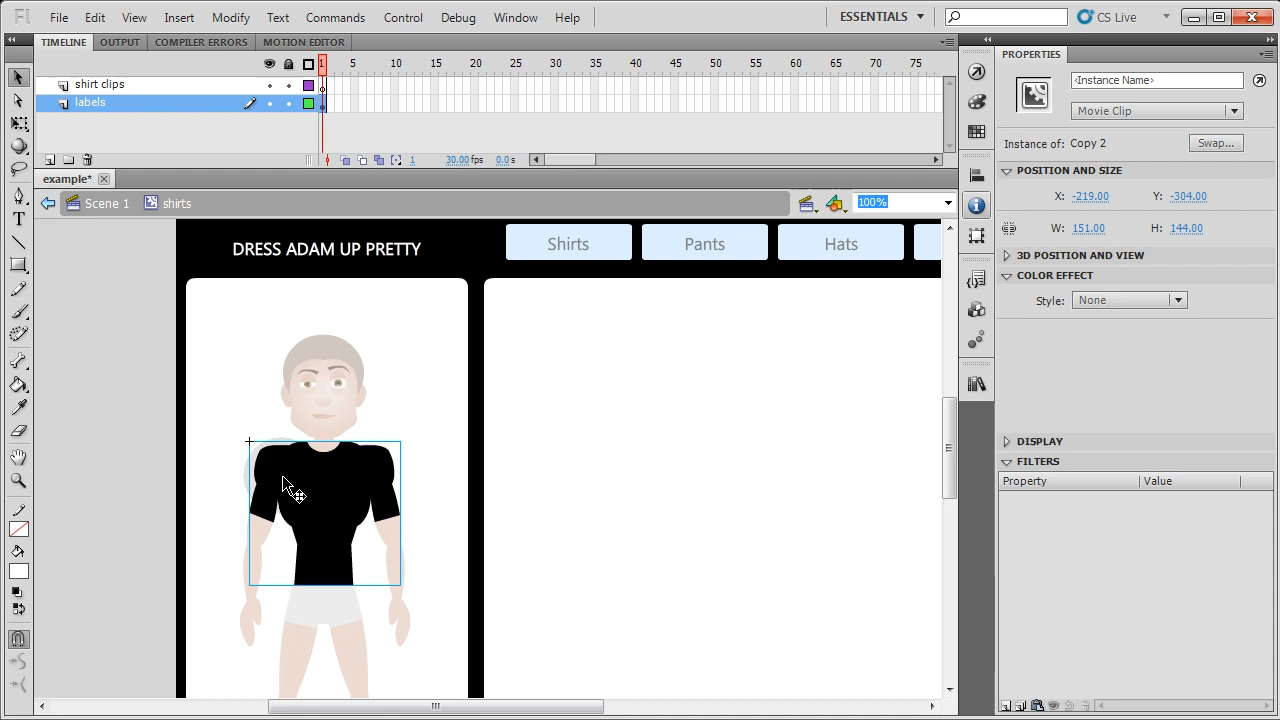 Fl File Edit View Insert Modify Text Commands Control Debug Window Help ESSENTIALS CS Live
TIMELINE OUTPUT COMPILER ERRORS MOTION EDITOR
1 5 10 15 20 25 30 35 40 45 50 55 60 65 70 75
shirt clips
labels
1 30.00 fps 0.0 s
example*
Scene 1 shirts 100%
DRESS ADAM UP PRETTY Shirts Pants Hats
PROPERTIES
<Instance Name>
Movie Clip
Instance of: Copy 2 Swap...
POSITION AND SIZE
X: -219.00 Y: -304.00
W: 151.00 H: 144.00
3D POSITION AND VIEW
COLOR EFFECT
Style: None
DISPLAY
FILTERS
Property Value